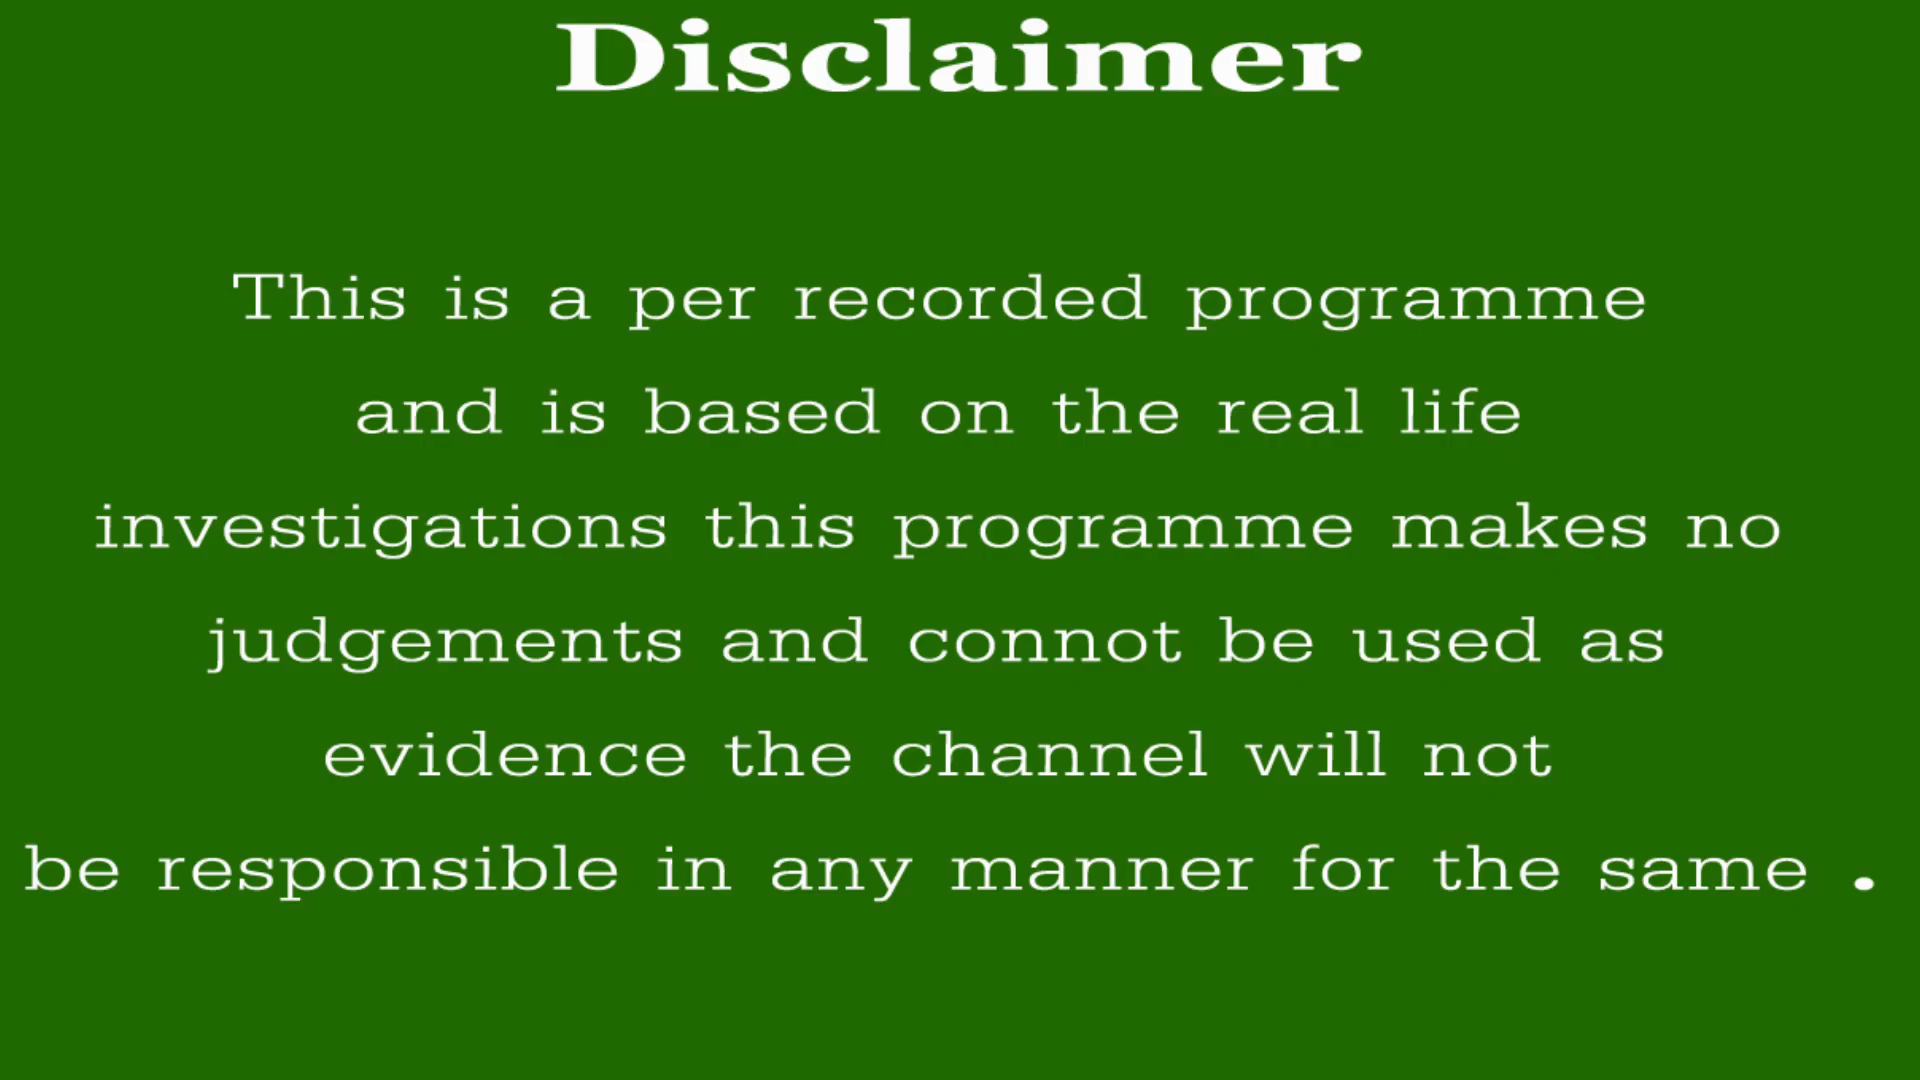 Disclaimer
This is a per recorded programme
and is based on the real life
investigations this programme makes no
judgements and connot be used as
evidence the channel will not
be responsible in any manner for the same .